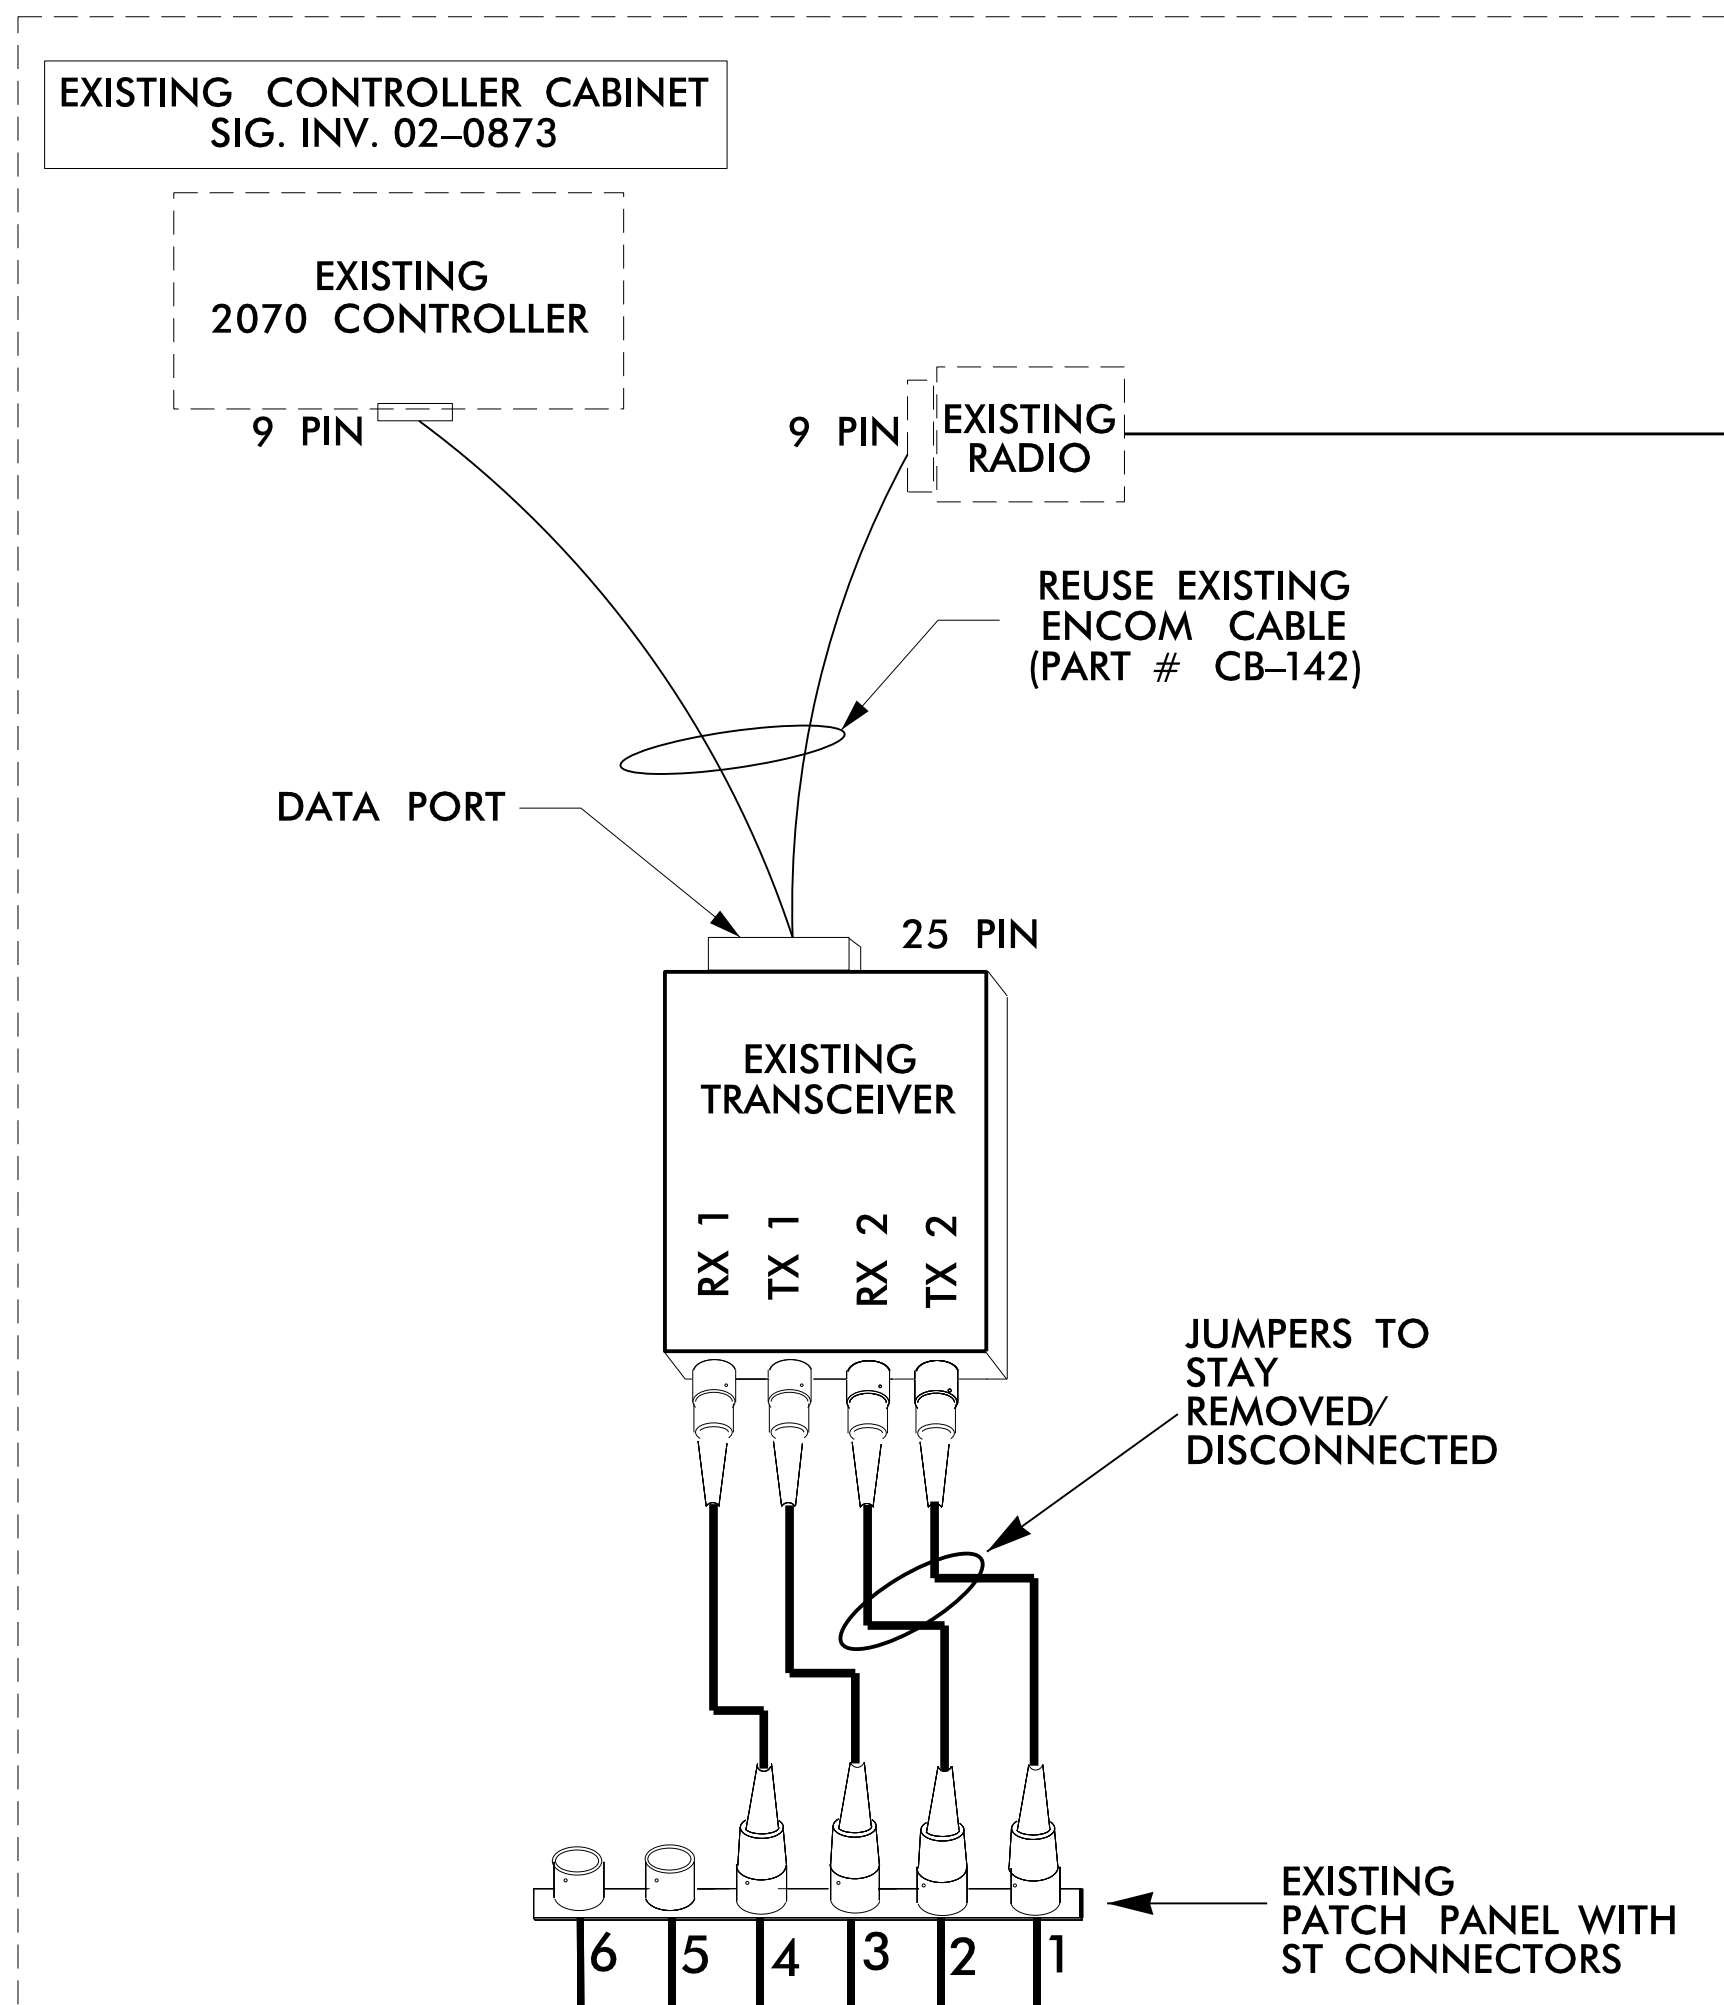 EXISTING CONTROLLER CABINET
SIG. INV. 02–0873
EXISTING
2070 CONTROLLER
9 PIN
9 PIN
EXISTING
RADIO
REUSE EXISTING
ENCOM CABLE
(PART # CB–142)
DATA PORT
25 PIN
EXISTING
TRANSCEIVER
RX 1
TX 1
RX 2
TX 2
JUMPERS TO
STAY
REMOVED/
DISCONNECTED
EXISTING
PATCH PANEL WITH
ST CONNECTORS
6 5 4 3 2 1